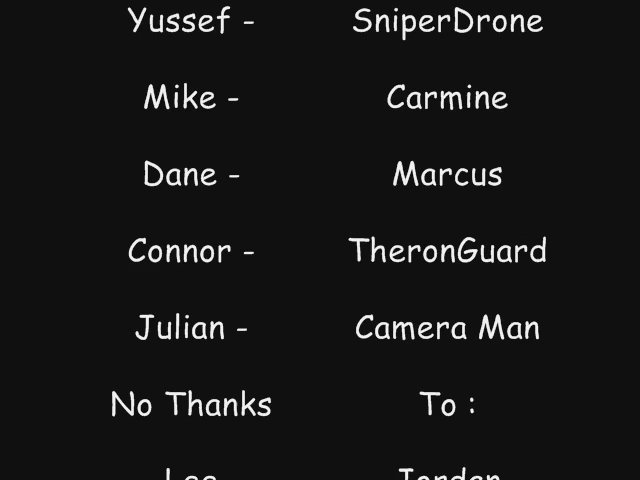 Yussef - SniperDrone
Mike - Carmine
Dane - Marcus
Connor - TheronGuard
Julian - Camera Man
No Thanks To :